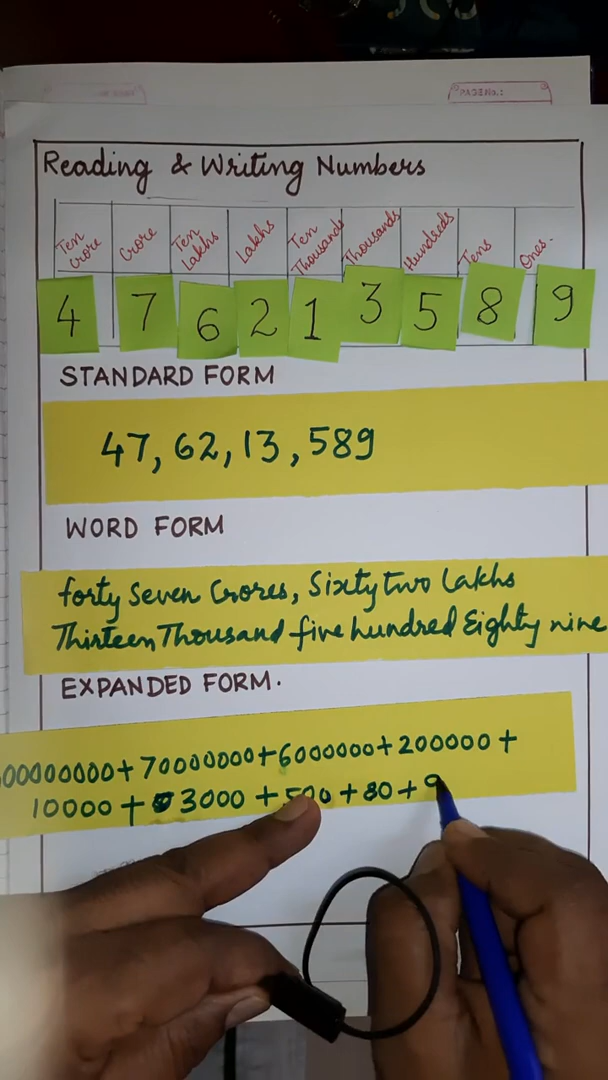 PAGE No.:
Reading & Writing Numbers
Ten Crore Crore Ten Lakhs Lakhs Ten Thousands Thousands Hundreds Tens Ones.
4 7 6 2 1 3 5 8 9
STANDARD FORM
47,62,13,589
WORD FORM
forty Seven Crores, Sixty two Lakhs
Thirteen Thousand five hundred Eighty nine
EXPANDED FORM.
00000000+70000000+6000000+200000+
10000+3000+500+80+9